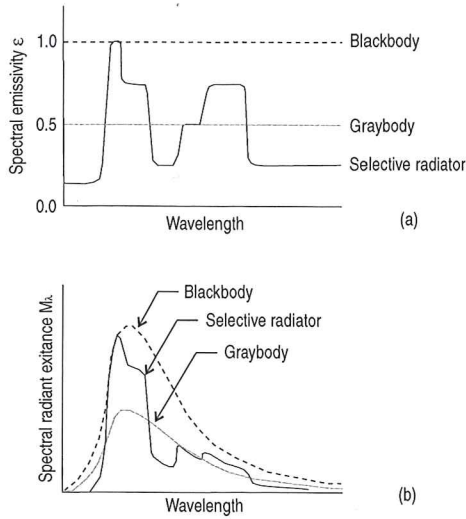 Spectral emissivity ε
1.0
0.5
0.0
Blackbody
Graybody
Selective radiator
Wavelength
(a)
Spectral radiant exitance Mλ
Blackbody
Selective radiator
Graybody
Wavelength
(b)